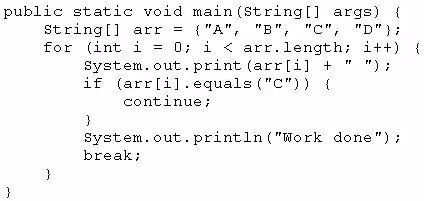 public static void main(String[] args) {
    String[] arr = {"A", "B", "C", "D"};
    for (int i = 0; i < arr.length; i++) {
        System.out.print(arr[i] + " ");
        if (arr[i].equals("C")) {
            continue;
        }
        System.out.println("Work done");
        break;
    }
}